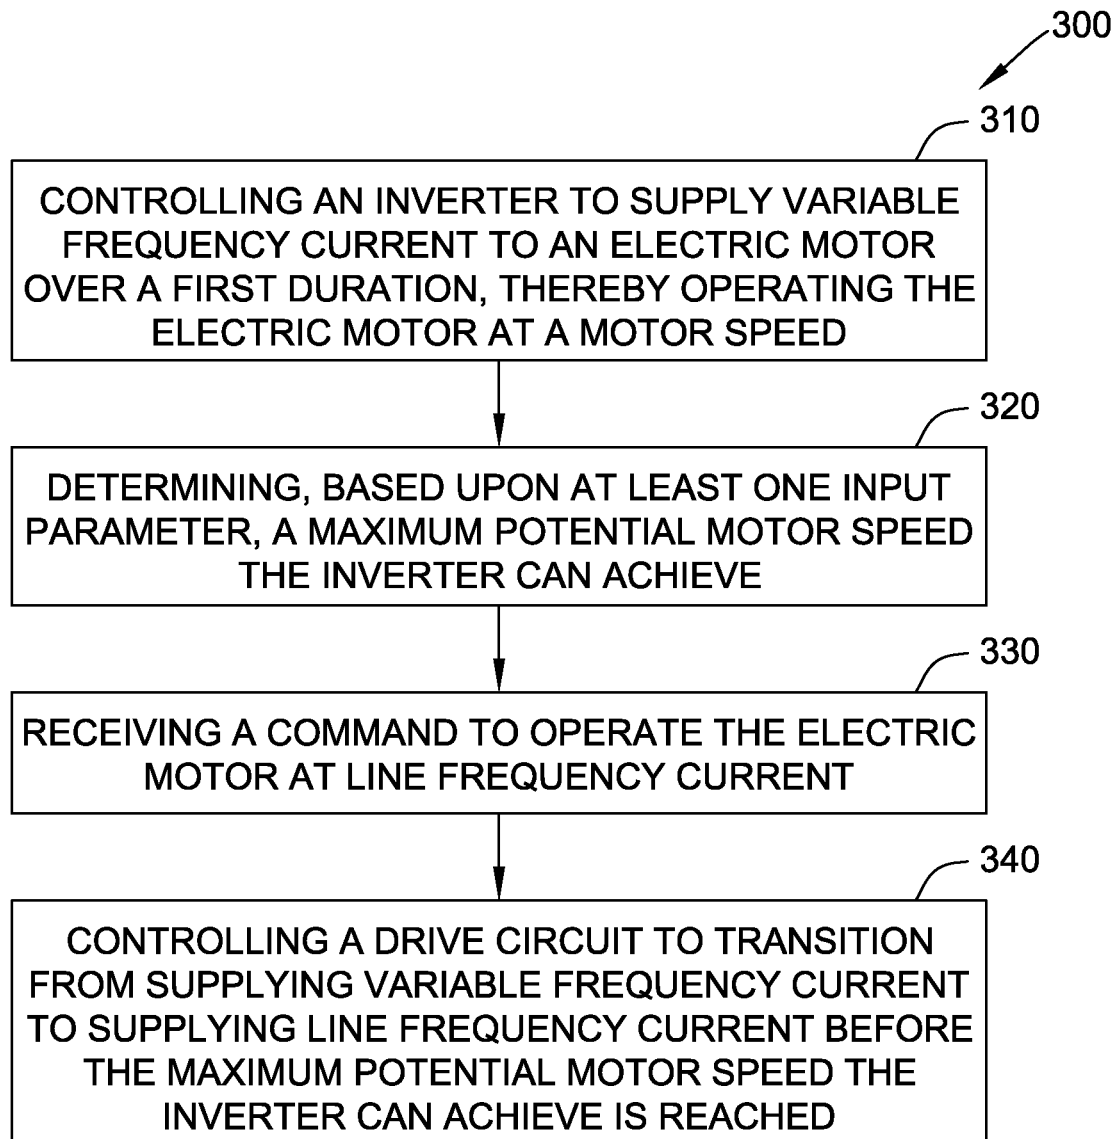 300
310
CONTROLLING AN INVERTER TO SUPPLY VARIABLE
FREQUENCY CURRENT TO AN ELECTRIC MOTOR
OVER A FIRST DURATION, THEREBY OPERATING THE
ELECTRIC MOTOR AT A MOTOR SPEED
320
DETERMINING, BASED UPON AT LEAST ONE INPUT
PARAMETER, A MAXIMUM POTENTIAL MOTOR SPEED
THE INVERTER CAN ACHIEVE
330
RECEIVING A COMMAND TO OPERATE THE ELECTRIC
MOTOR AT LINE FREQUENCY CURRENT
340
CONTROLLING A DRIVE CIRCUIT TO TRANSITION
FROM SUPPLYING VARIABLE FREQUENCY CURRENT
TO SUPPLYING LINE FREQUENCY CURRENT BEFORE
THE MAXIMUM POTENTIAL MOTOR SPEED THE
INVERTER CAN ACHIEVE IS REACHED